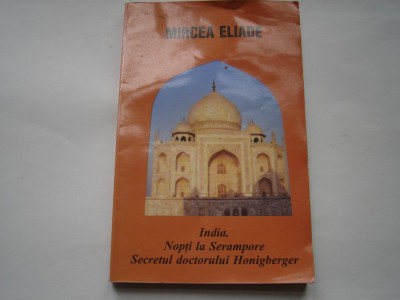 MIRCEA ELIADE
India.
Nopți la Serampore
Secretul doctorului Honigberger